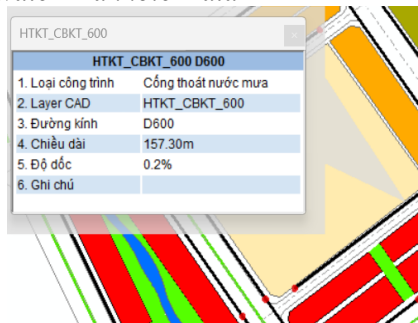 HTKT_CBKT_600
HTKT_CBKT_600 D600
1. Loại công trình Cống thoát nước mưa
2. Layer CAD HTKT_CBKT_600
3. Đường kính D600
4. Chiều dài 157.30m
5. Độ dốc 0.2%
6. Ghi chú